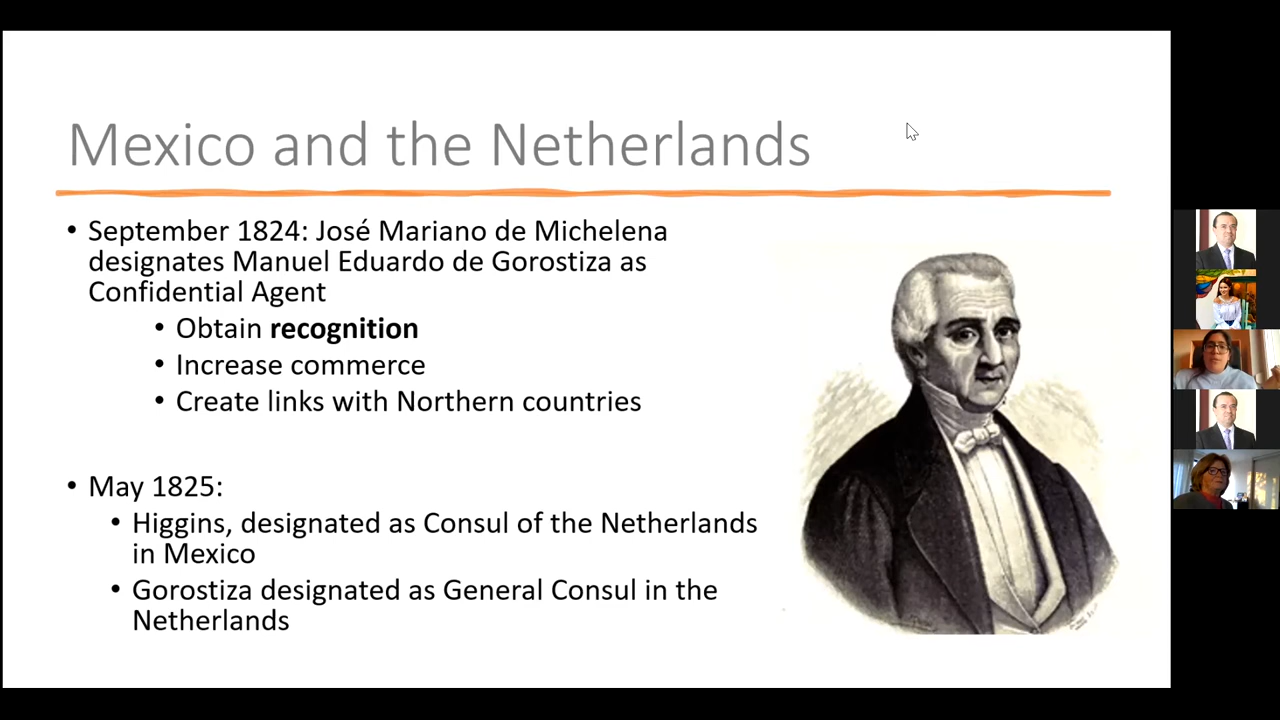 Mexico and the Netherlands
• September 1824: José Mariano de Michelena
designates Manuel Eduardo de Gorostiza as
Confidential Agent
• Obtain recognition
• Increase commerce
• Create links with Northern countries
• May 1825:
• Higgins, designated as Consul of the Netherlands
in Mexico
• Gorostiza designated as General Consul in the
Netherlands